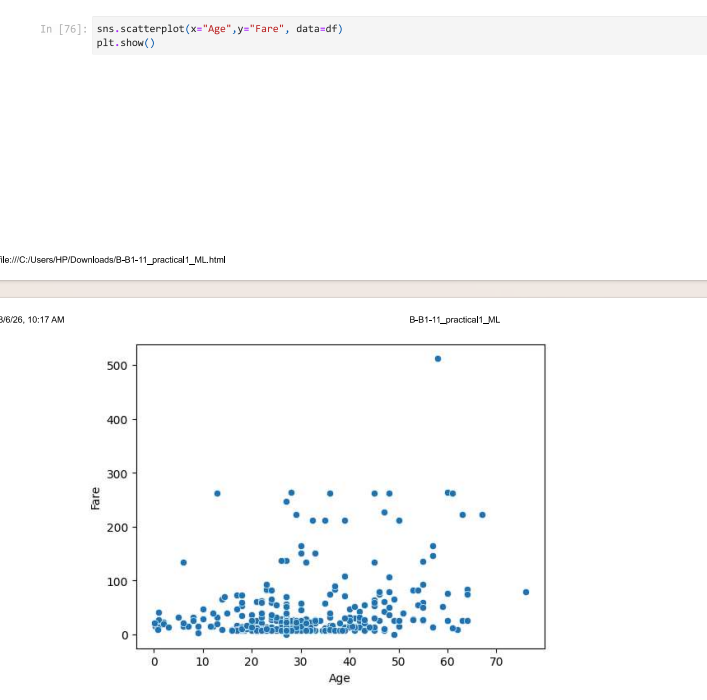 In [76]: sns.scatterplot(x="Age",y="Fare", data=df)
plt.show()
file:///C:/Users/HP/Downloads/B-B1-11_practical1_ML.html
3/6/26, 10:17 AM B-B1-11_practical1_ML
500
400
300
200
100
0
Fare
0 10 20 30 40 50 60 70
Age